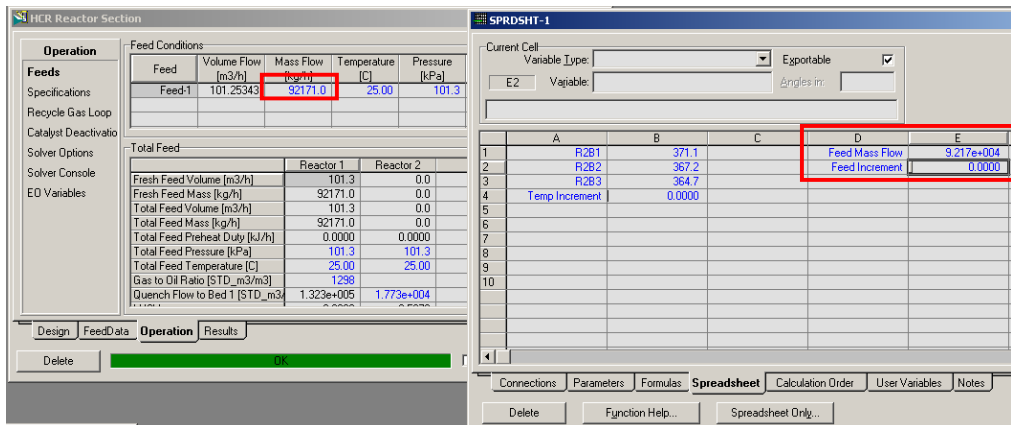 HCR Reactor Section
Operation
Feeds
Specifications
Recycle Gas Loop
Catalyst Deactivatio
Solver Options
Solver Console
EO Variables
Feed Conditions
Feed Volume Flow [m3/h] Mass Flow [kg/h] Temperature [C] Pressure [kPa]
Feed-1 101.25343 92171.0 25.00 101.3
Total Feed
Reactor 1 Reactor 2
Fresh Feed Volume [m3/h] 101.3 0.0
Fresh Feed Mass [kg/h] 92171.0 0.0
Total Feed Volume [m3/h] 101.3 0.0
Total Feed Mass [kg/h] 92171.0 0.0
Total Feed Preheat Duty [kJ/h] 0.0000 0.0000
Total Feed Pressure [kPa] 101.3 101.3
Total Feed Temperature [C] 25.00 25.00
Gas to Oil Ratio [STD_m3/m3] 1298
Quench Flow to Bed 1 [STD_m3/ 1.323e+005 1.773e+004
Design FeedData Operation Results
Delete OK
SPRDSHT-1
Current Cell
Variable Type: Exportable
E2 Variable: Angles in:
A B C D E
1 R2B1 371.1 Feed Mass Flow 9.217e+004
2 R2B2 367.2 Feed Increment 0.0000
3 R2B3 364.7
4 Temp Increment 0.0000
5
6
7
8
9
10
Connections Parameters Formulas Spreadsheet Calculation Order User Variables Notes
Delete Function Help... Spreadsheet Only...